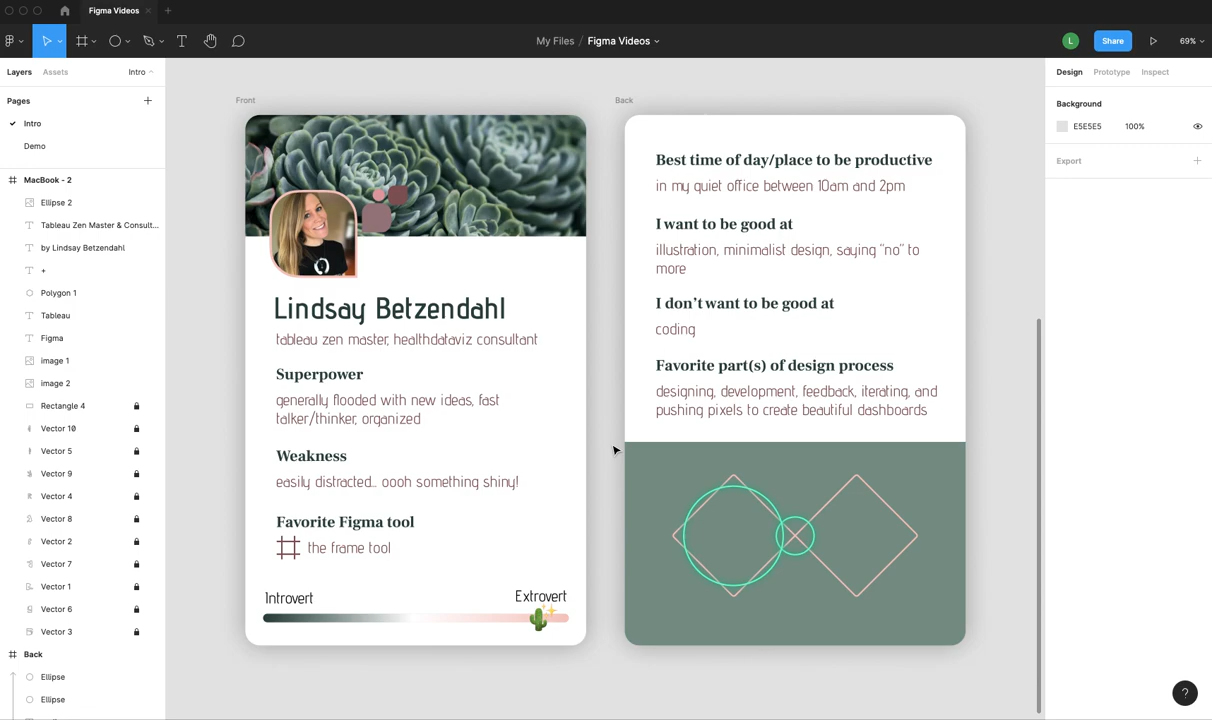 Figma Videos
My Files / Figma Videos
L
Share
69%
Layers
Assets
Intro
Pages
Intro
Demo
MacBook - 2
Ellipse 2
Tableau Zen Master & Consult...
by Lindsay Betzendahl
+
Polygon 1
Tableau
Figma
image 1
image 2
Rectangle 4
Vector 10
Vector 5
Vector 9
Vector 4
Vector 8
Vector 2
Vector 7
Vector 1
Vector 6
Vector 3
Back
Ellipse
Ellipse
Front
Lindsay Betzendahl
tableau zen master, healthdataviz consultant
Superpower
generally flooded with new ideas, fast
talker/thinker, organized
Weakness
easily distracted... oooh something shiny!
Favorite Figma tool
the frame tool
Introvert
Extrovert
Back
Best time of day/place to be productive
in my quiet office between 10am and 2pm
I want to be good at
illustration, minimalist design, saying “no” to
more
I don’t want to be good at
coding
Favorite part(s) of design process
designing, development, feedback, iterating, and
pushing pixels to create beautiful dashboards
Design
Prototype
Inspect
Background
E5E5E5
100%
Export
?